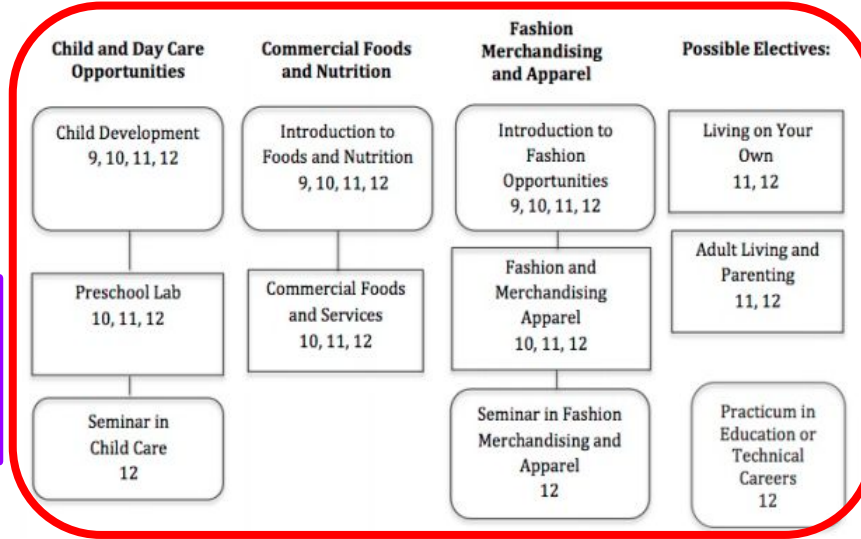 Child and Day Care
Opportunities
Child Development
9, 10, 11, 12
Preschool Lab
10, 11, 12
Seminar in
Child Care
12
Commercial Foods
and Nutrition
Introduction to
Foods and Nutrition
9, 10, 11, 12
Commercial Foods
and Services
10, 11, 12
Fashion
Merchandising
and Apparel
Introduction to
Fashion
Opportunities
9, 10, 11, 12
Fashion and
Merchandising
Apparel
10, 11, 12
Seminar in Fashion
Merchandising and
Apparel
12
Possible Electives:
Living on Your
Own
11, 12
Adult Living and
Parenting
11, 12
Practicum in
Education or
Technical
Careers
12